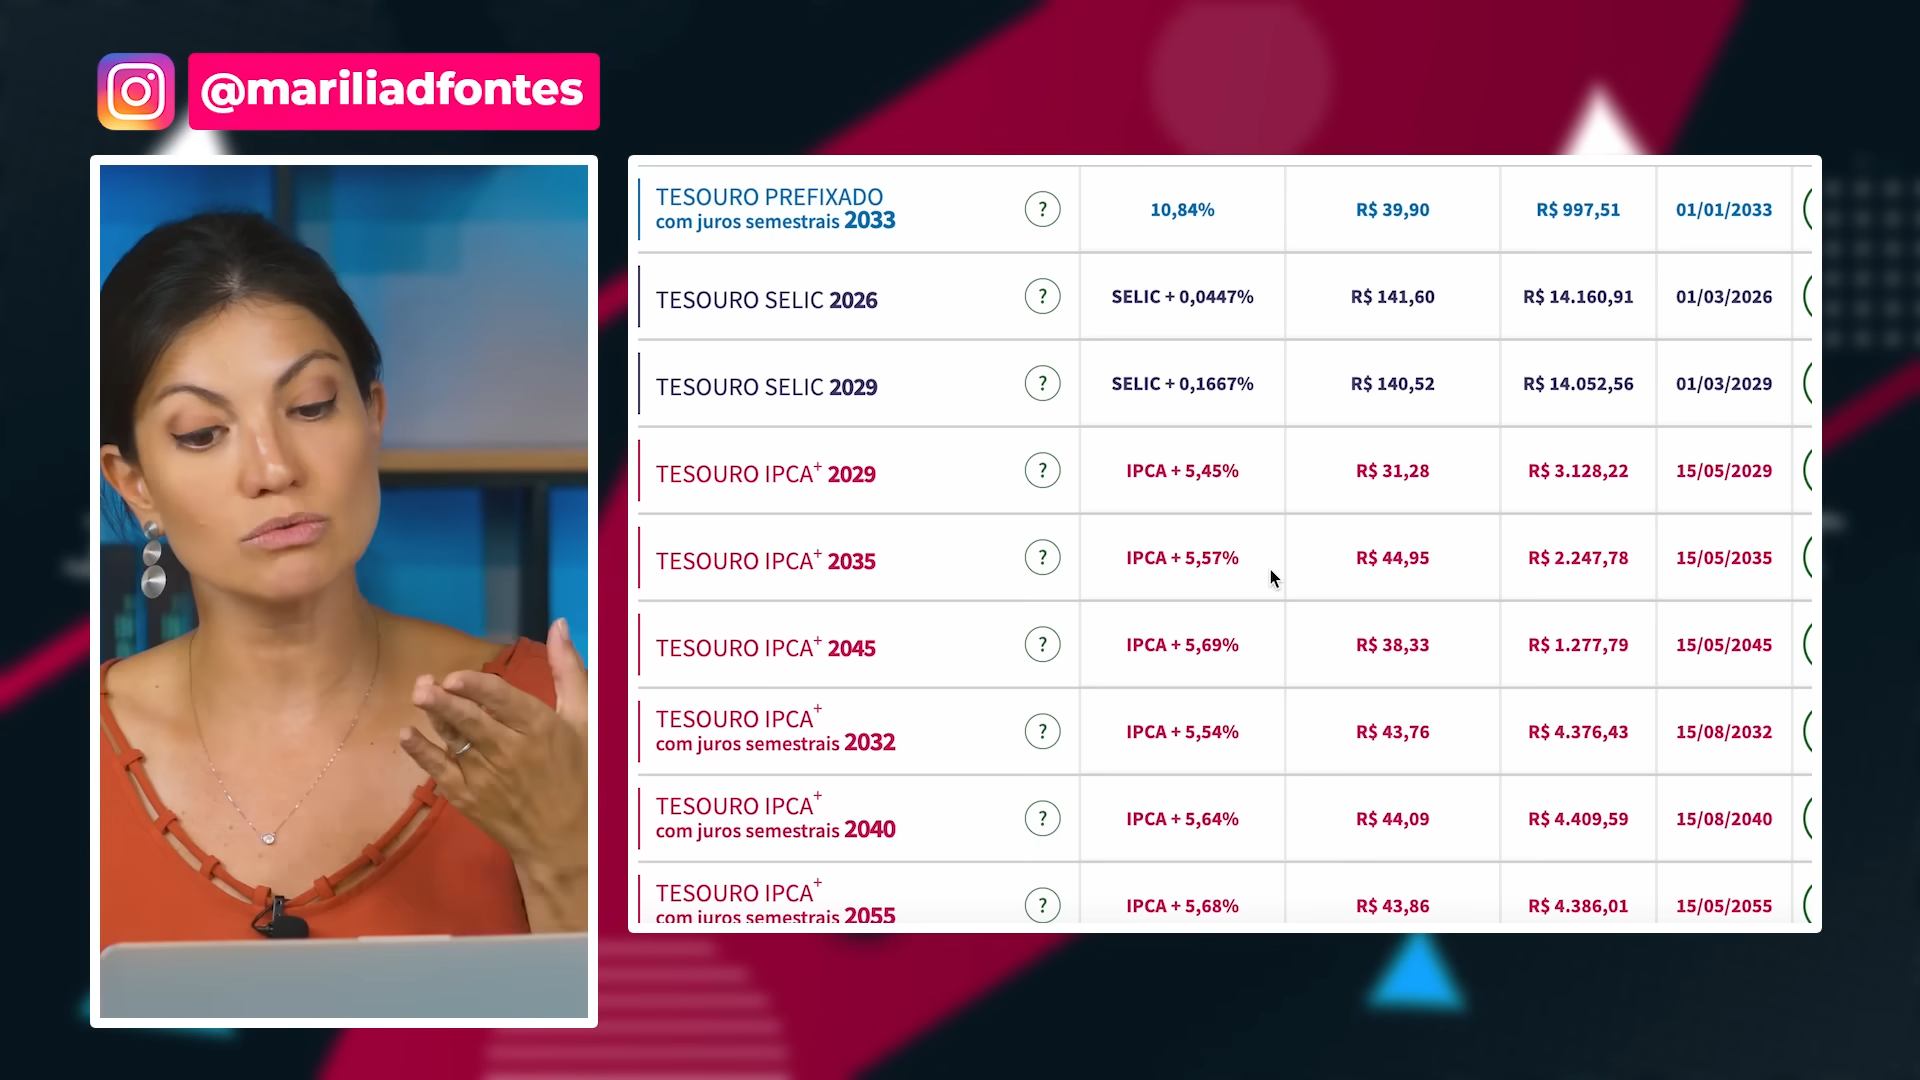 @mariliadfontes
TESOURO PREFIXADO
com juros semestrais 2033
?
10,84%
R$ 39,90
R$ 997,51
01/01/2033
TESOURO SELIC 2026
?
SELIC + 0,0447%
R$ 141,60
R$ 14.160,91
01/03/2026
TESOURO SELIC 2029
?
SELIC + 0,1667%
R$ 140,52
R$ 14.052,56
01/03/2029
TESOURO IPCA+ 2029
?
IPCA + 5,45%
R$ 31,28
R$ 3.128,22
15/05/2029
TESOURO IPCA+ 2035
?
IPCA + 5,57%
R$ 44,95
R$ 2.247,78
15/05/2035
TESOURO IPCA+ 2045
?
IPCA + 5,69%
R$ 38,33
R$ 1.277,79
15/05/2045
TESOURO IPCA+
com juros semestrais 2032
?
IPCA + 5,54%
R$ 43,76
R$ 4.376,43
15/08/2032
TESOURO IPCA+
com juros semestrais 2040
?
IPCA + 5,64%
R$ 44,09
R$ 4.409,59
15/08/2040
TESOURO IPCA+
com juros semestrais 2055
?
IPCA + 5,68%
R$ 43,86
R$ 4.386,01
15/05/2055